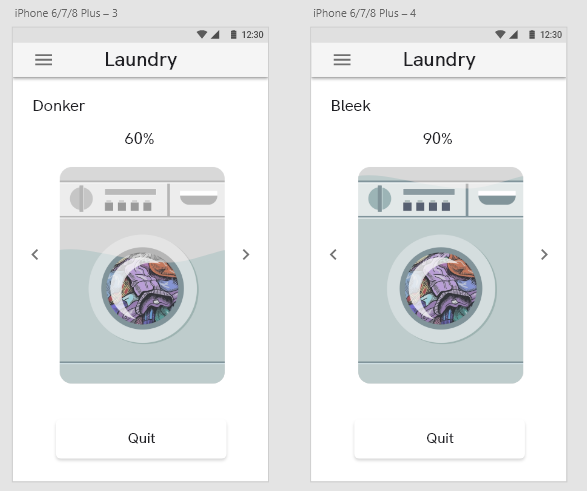 iPhone 6/7/8 Plus – 3
12:30
Laundry
Donker
60%
Quit
iPhone 6/7/8 Plus – 4
12:30
Laundry
Bleek
90%
Quit